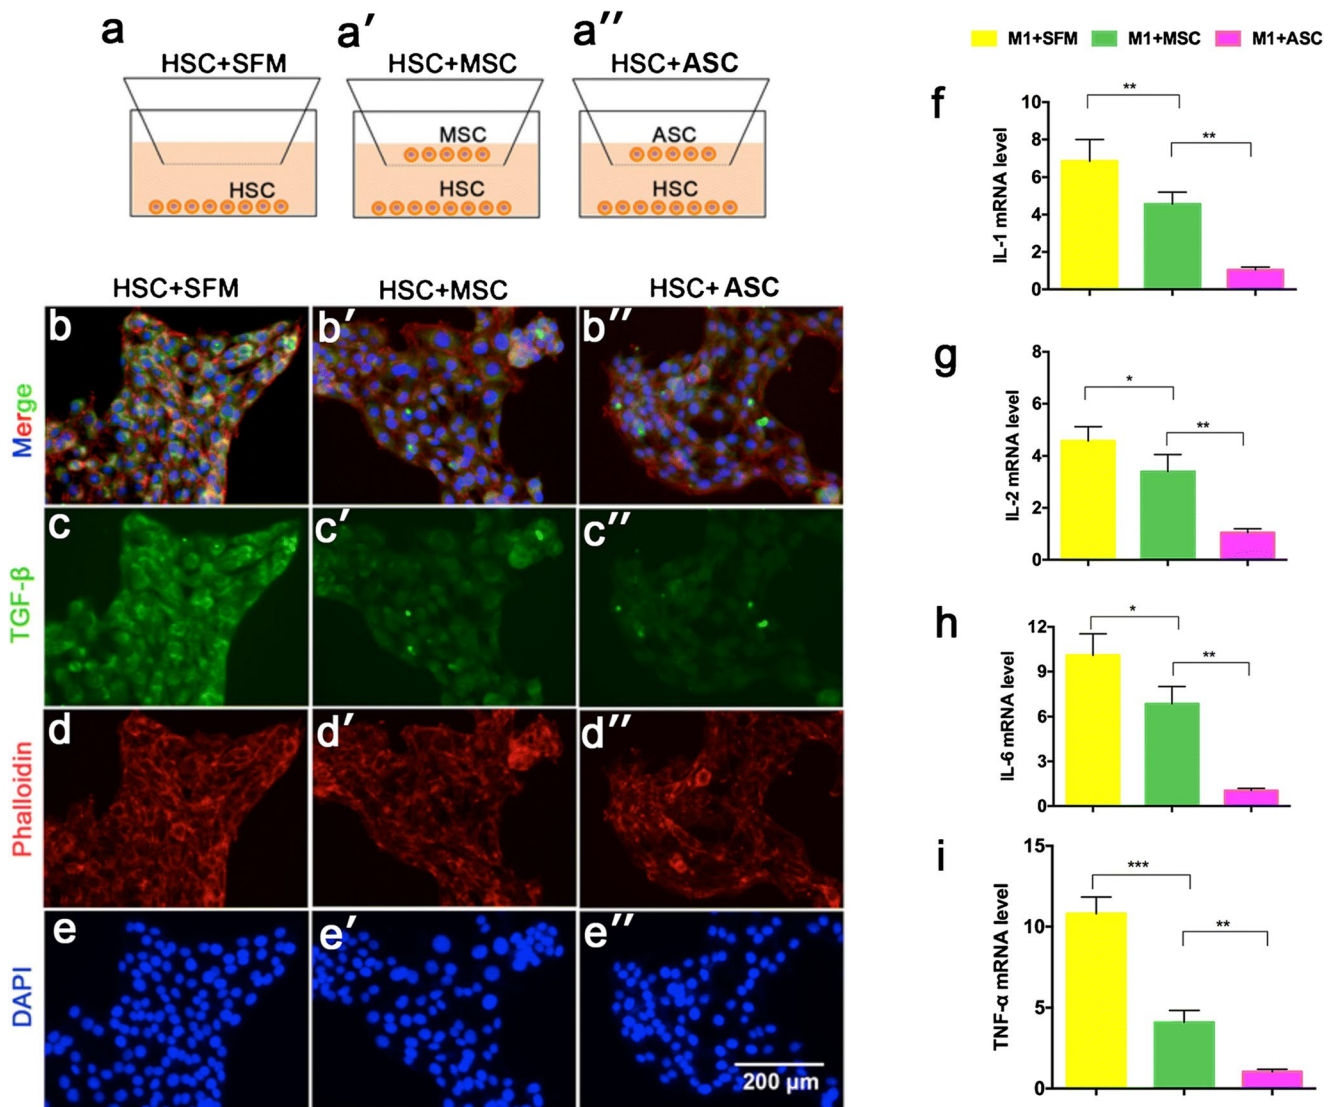 a
a′
a″
HSC+SFM
HSC+MSC
HSC+ASC
MSC
ASC
HSC
HSC
HSC
HSC+SFM
HSC+MSC
HSC+ASC
Merge
b
b′
b″
TGF-β
c
c′
c″
Phalloidin
d
d′
d″
DAPI
e
e′
e″
200 μm
M1+SFM
M1+MSC
M1+ASC
f
IL-1 mRNA level
10
8
6
4
2
0
**
**
g
IL-2 mRNA level
8
6
4
2
0
*
**
h
IL-6 mRNA level
12
9
6
3
0
*
**
i
TNF-α mRNA level
15
10
5
0
***
**